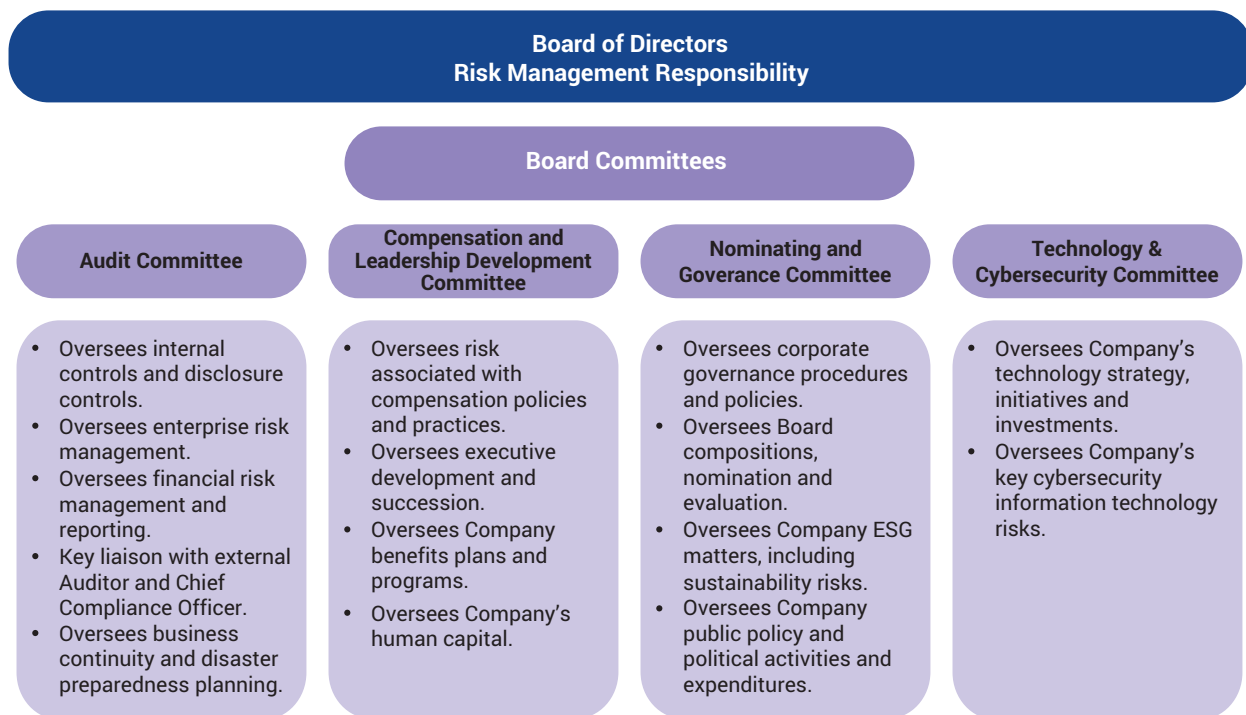 Board of Directors
Risk Management Responsibility
Board Committees
Audit Committee
• Oversees internal
controls and disclosure
controls.
• Oversees enterprise risk
management.
• Oversees financial risk
management and
reporting.
• Key liaison with external
Auditor and Chief
Compliance Officer.
• Oversees business
continuity and disaster
preparedness planning.
Compensation and
Leadership Development
Committee
• Oversees risk
associated with
compensation policies
and practices.
• Oversees executive
development and
succession.
• Oversees Company
benefits plans and
programs.
• Oversees Company’s
human capital.
Nominating and
Goverance Committee
• Oversees corporate
governance procedures
and policies.
• Oversees Board
compositions,
nomination and
evaluation.
• Oversees Company ESG
matters, including
sustainability risks.
• Oversees Company
public policy and
political activities and
expenditures.
Technology &
Cybersecurity Committee
• Oversees Company’s
technology strategy,
initiatives and
investments.
• Oversees Company’s
key cybersecurity
information technology
risks.